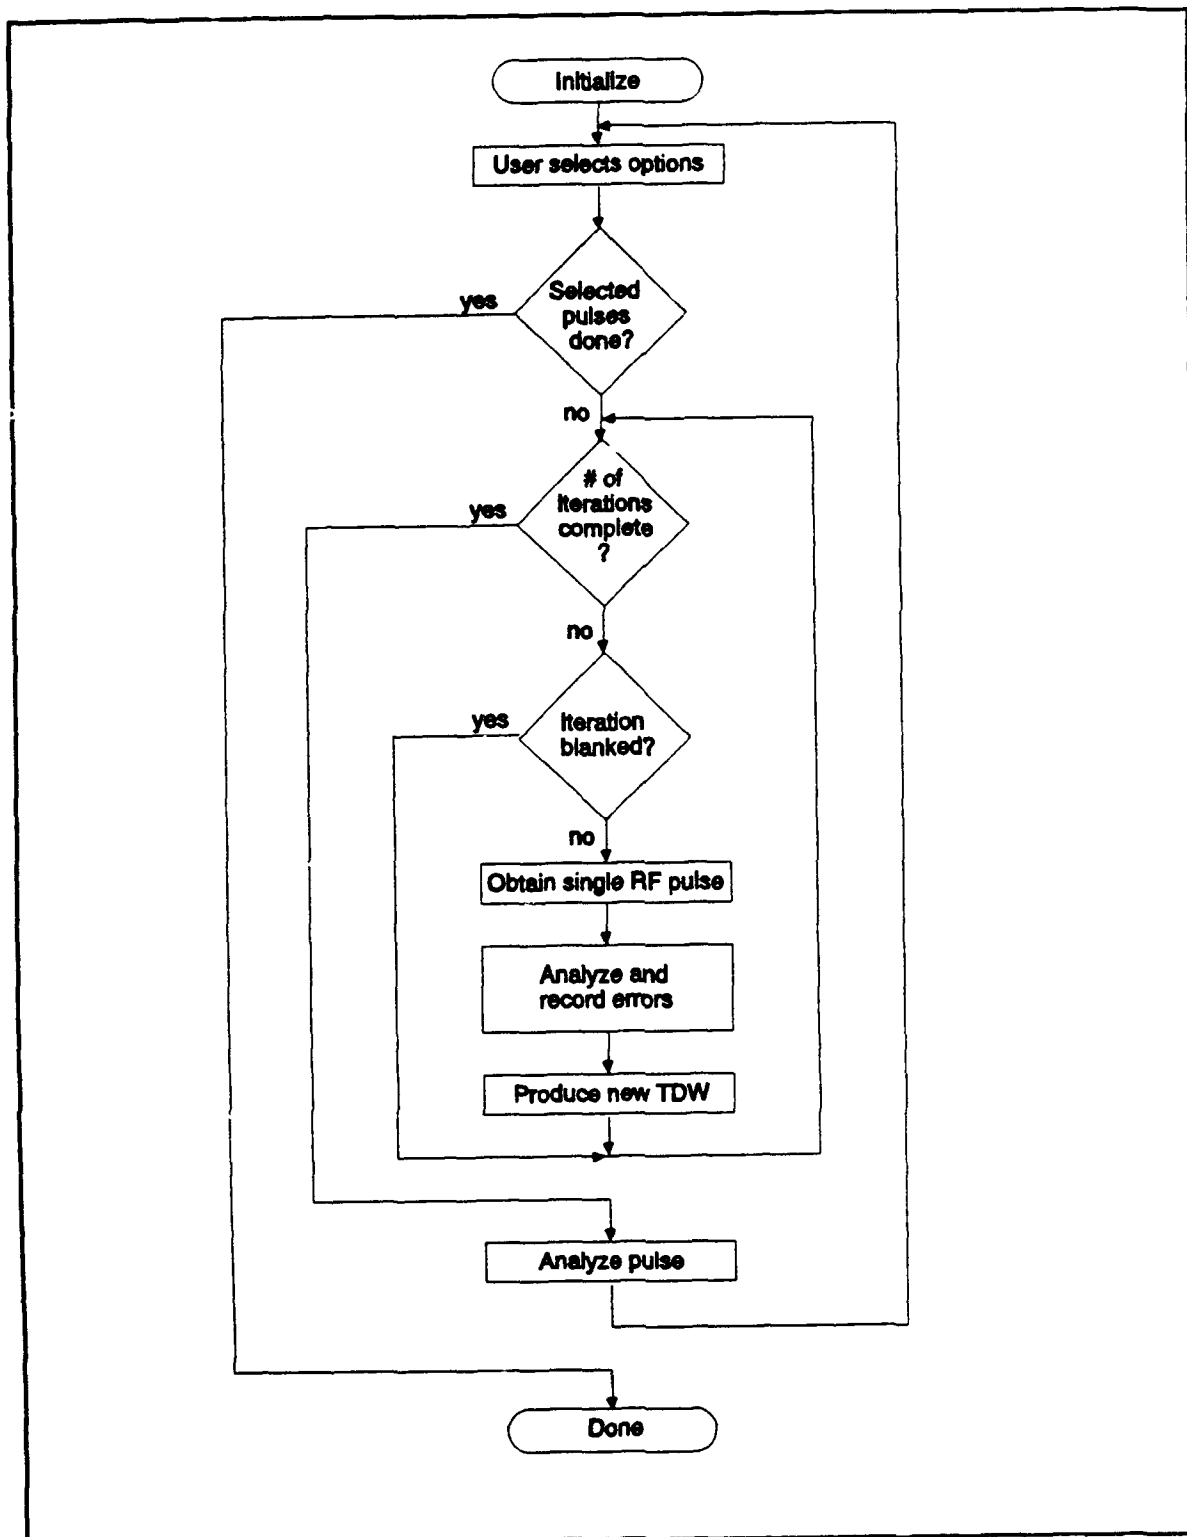 Initialize
User selects options
Selected
pulses
done?
yes
no
# of
iterations
complete
?
yes
no
Iteration
blanked?
yes
no
Obtain single RF pulse
Analyze and
record errors
Produce new TDW
Analyze pulse
Done